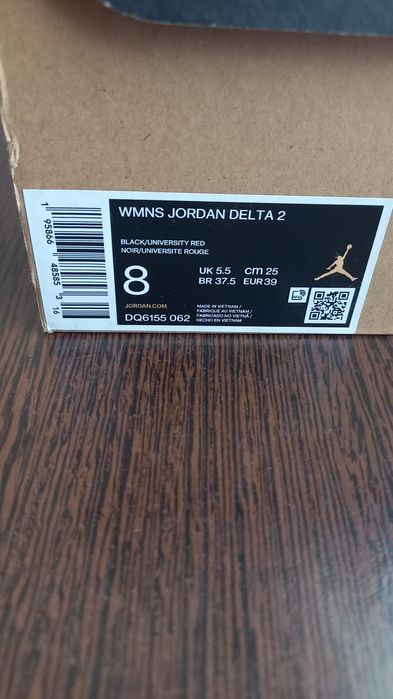 WMNS JORDAN DELTA 2
BLACK/UNIVERSITY RED
NOIR/UNIVERSITE ROUGE
8
UK 5.5 cm 25
BR 37.5 EUR 39
JORDAN.COM
DQ6155 062
MADE IN VIETNAM /
FABRIQUÉ AU VIETNAM /
FABRICADO NO VIETNÃ /
HECHO EN VIETNAM
1 95866 48585 3 16